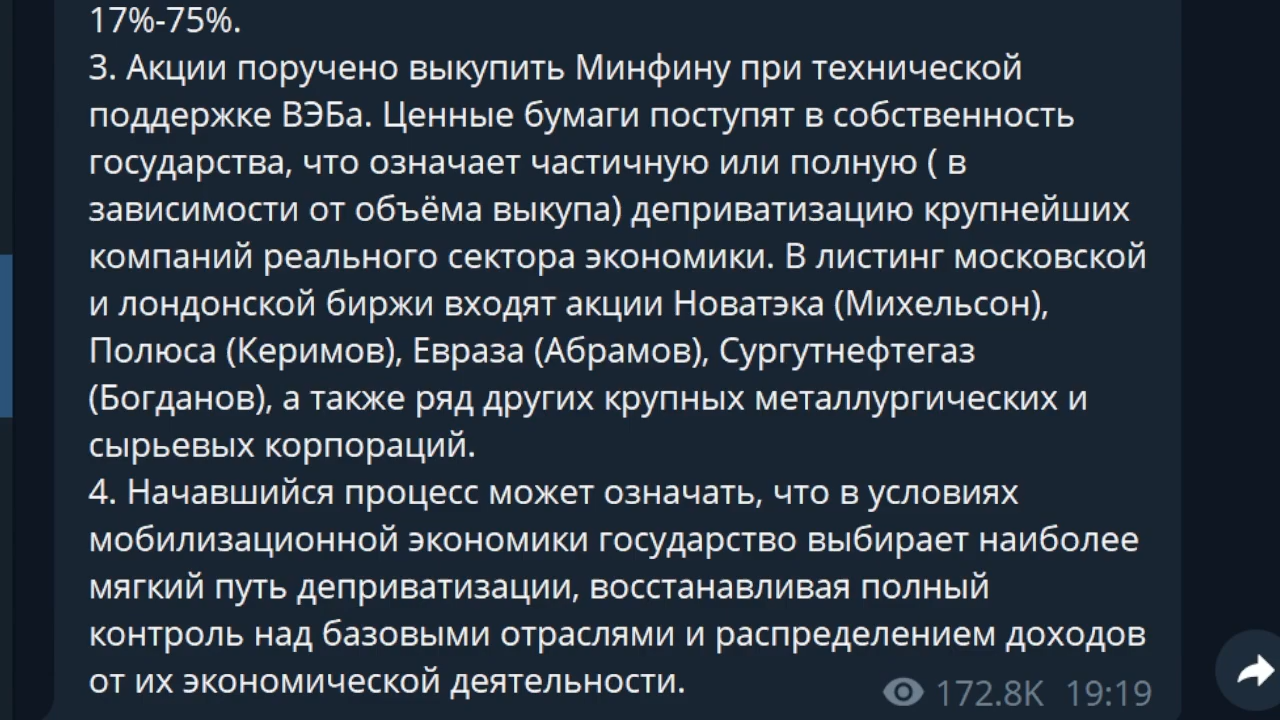 17%-75%.
3. Акции поручено выкупить Минфину при технической
поддержке ВЭБа. Ценные бумаги поступят в собственность
государства, что означает частичную или полную ( в
зависимости от объёма выкупа) деприватизацию крупнейших
компаний реального сектора экономики. В листинг московской
и лондонской биржи входят акции Новатэка (Михельсон),
Полюса (Керимов), Евраза (Абрамов), Сургутнефтегаз
(Богданов), а также ряд других крупных металлургических и
сырьевых корпораций.
4. Начавшийся процесс может означать, что в условиях
мобилизационной экономики государство выбирает наиболее
мягкий путь деприватизации, восстанавливая полный
контроль над базовыми отраслями и распределением доходов
от их экономической деятельности.
172.8K 19:19